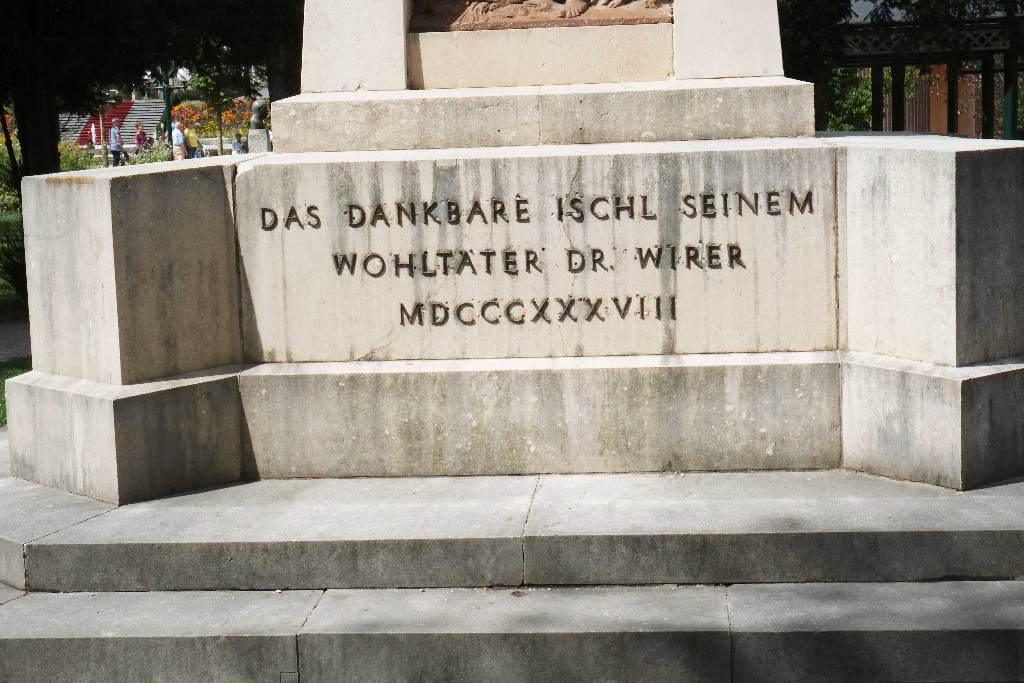 DAS DANKBARE ISCHL SEINEM
WOHLTÄTER DR. WIRER
MDCCCXXXVIII